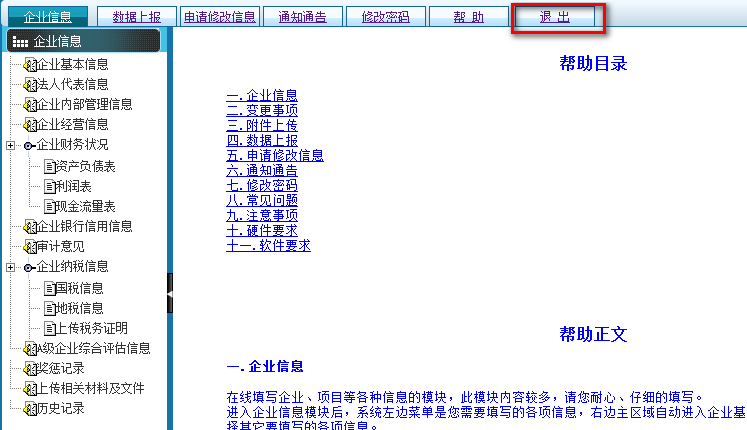 企业信息 数据上报 申请修改信息 通知通告 修改密码 帮 助 退 出
企业信息
企业基本信息
法人代表信息
企业内部管理信息
企业经营信息
企业财务状况
资产负债表
利润表
现金流量表
企业银行信用信息
审计意见
企业纳税信息
国税信息
地税信息
上传税务证明
A级企业综合评估信息
奖惩记录
上传相关材料及文件
历史记录
帮助目录
一.企业信息
二.变更事项
三.附件上传
四.数据上报
五.申请修改信息
六.通知通告
七.修改密码
八.常见问题
九.注意事项
十.硬件要求
十一.软件要求
帮助正文
一.企业信息
在线填写企业、项目等各种信息的模块，此模块内容较多，请您耐心、仔细的填写。
进入企业信息模块后，系统左边菜单是您需要填写的各项信息，右边主区域自动进入企业基
择其它要填写的各项信息。